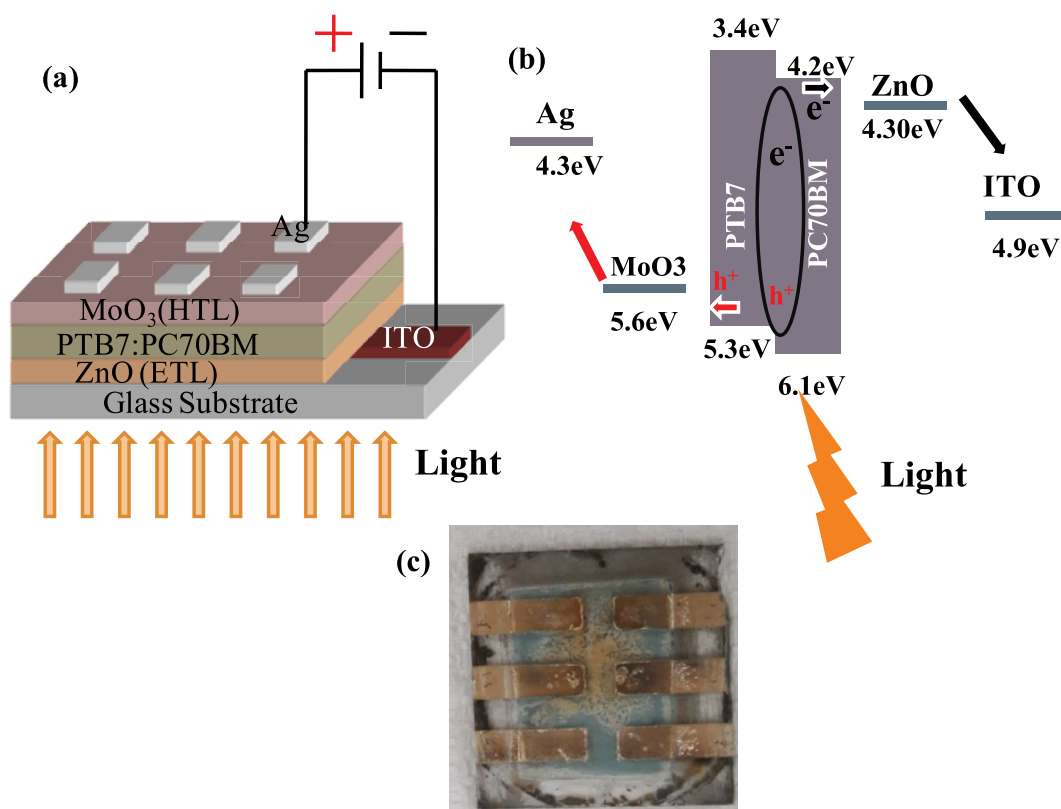 (a)
+ −
Ag
MoO₃(HTL)
PTB7:PC70BM
ITO
ZnO (ETL)
Glass Substrate
Light
(b)
3.4eV
4.2eV
ZnO
e⁻
4.30eV
Ag
4.3eV
e⁻
ITO
4.9eV
PTB7
PC70BM
MoO3
h⁺
h⁺
5.6eV
5.3eV
6.1eV
Light
(c)